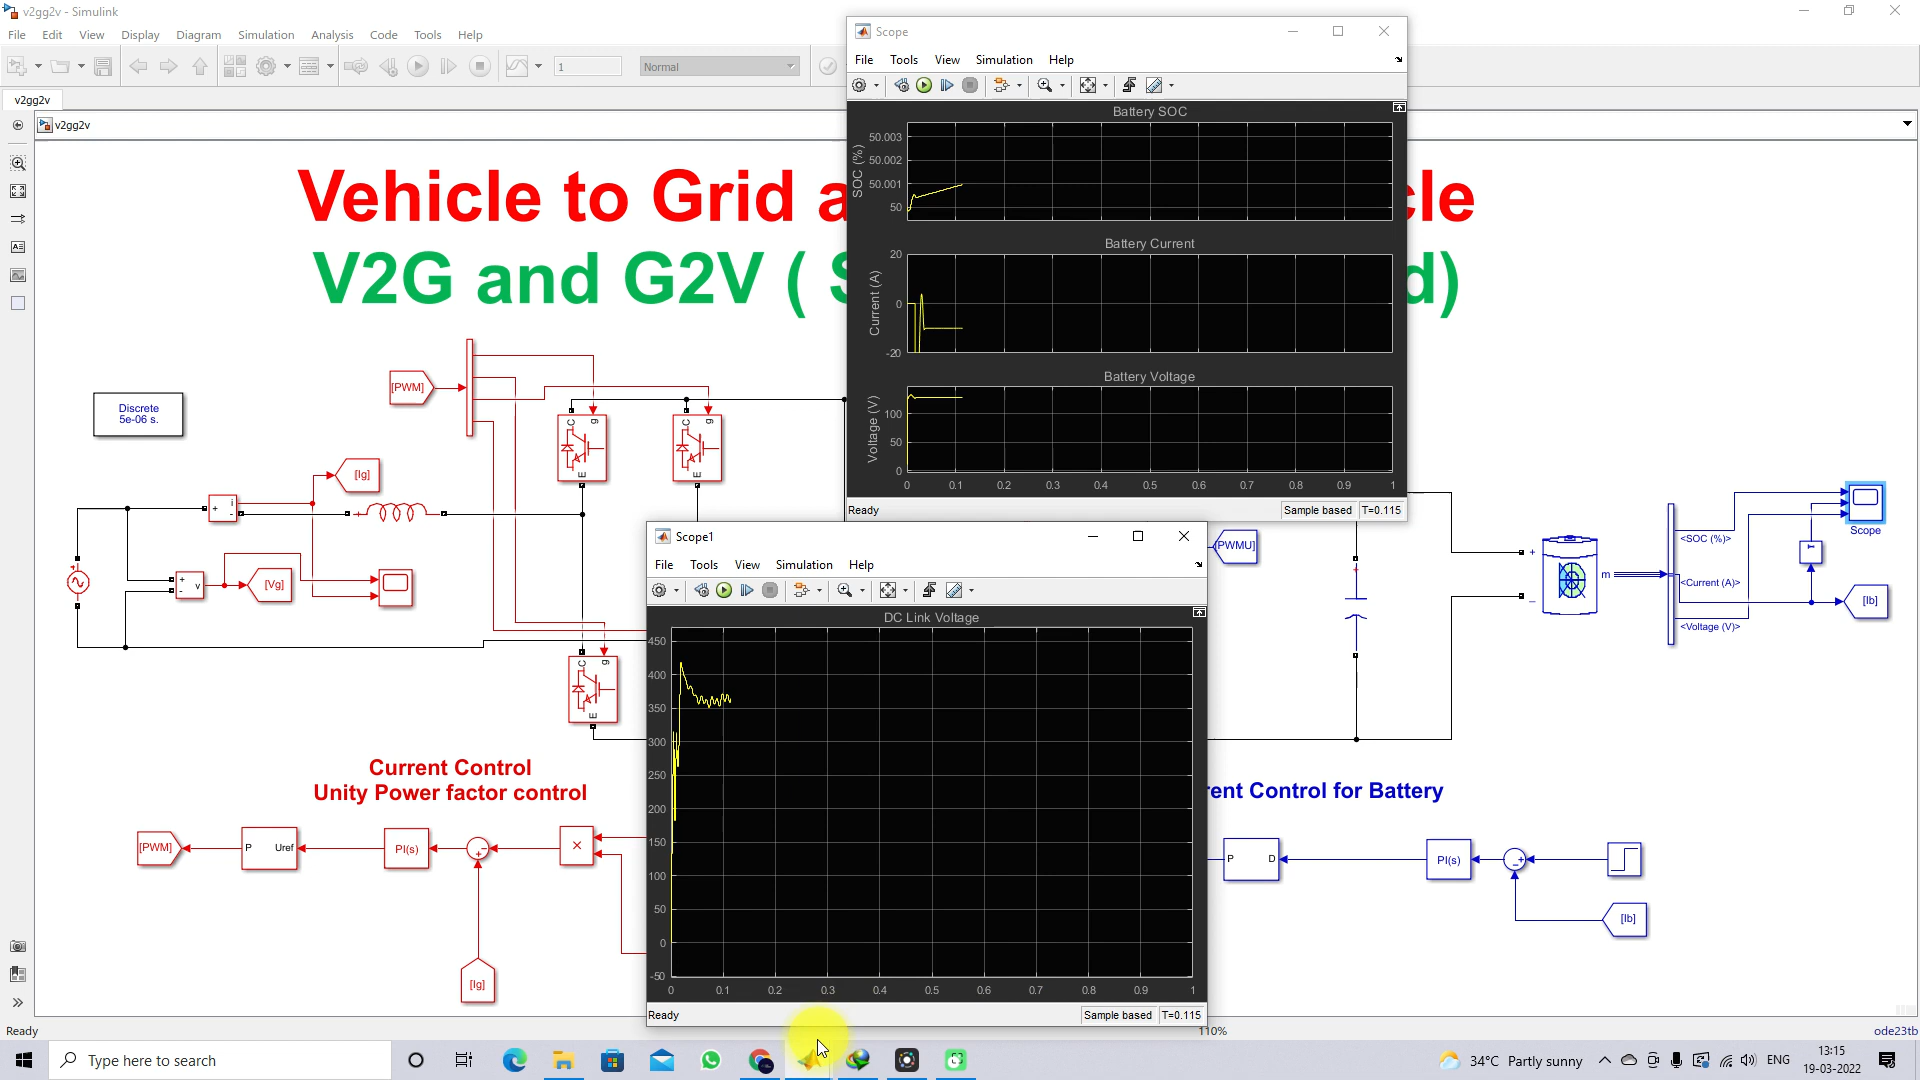 v2gg2v - Simulink
File Edit View Display Diagram Simulation Analysis Code Tools Help
1
Normal
v2gg2v
v2gg2v
Vehicle to Grid a
cle
V2G and G2V ( S
d)
Discrete
5e-06 s.
[PWM]
C
g
E
C
g
E
[Ig]
+
i
-
+
+
v
-
[Vg]
C
g
E
Current Control
Unity Power factor control
[PWM]
P Uref
PI(s)
×
[Ig]
Scope
File Tools View Simulation Help
Battery SOC
SOC (%)
50.003
50.002
50.001
50
Battery Current
Current (A)
20
0
-20
Battery Voltage
Voltage (V)
100
50
0
0 0.1 0.2 0.3 0.4 0.5 0.6 0.7 0.8 0.9 1
Ready
Sample based T=0.115
Scope1
File Tools View Simulation Help
DC Link Voltage
450
400
350
300
250
200
150
100
50
0
-50
0 0.1 0.2 0.3 0.4 0.5 0.6 0.7 0.8 0.9 1
Ready
Sample based T=0.115
[PWMU]
+
m
-
<SOC (%)>
<Current (A)>
<Voltage (V)>
Scope
[Ib]
rent Control for Battery
P D
PI(s)
[Ib]
Ready
110%
ode23tb
Type here to search
34°C Partly sunny
ENG
13:15
19-03-2022